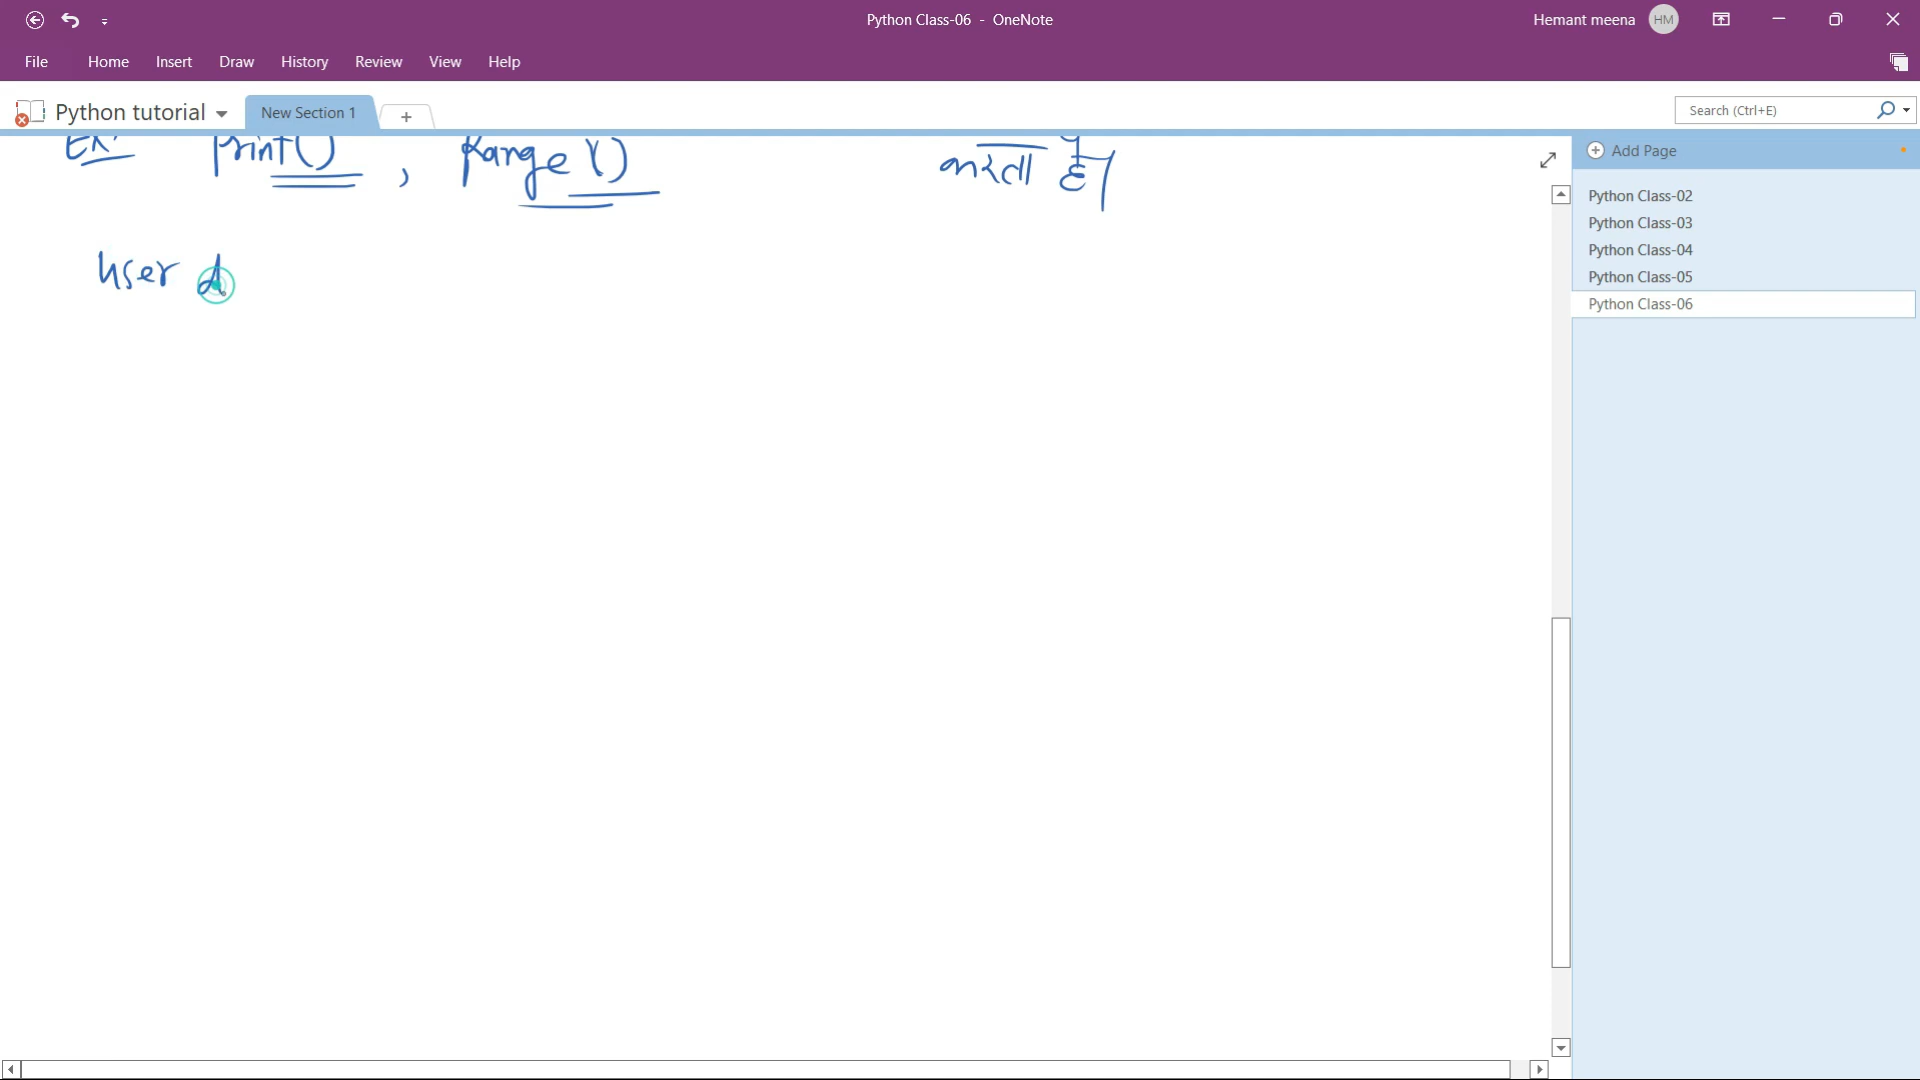 Python Class-06 - OneNote
Hemant meena HM
File Home Insert Draw History Review View Help
Python tutorial New Section 1 +
Search (Ctrl+E)
Ex: Print() , Range () करता है।
User d
Add Page
Python Class-02
Python Class-03
Python Class-04
Python Class-05
Python Class-06